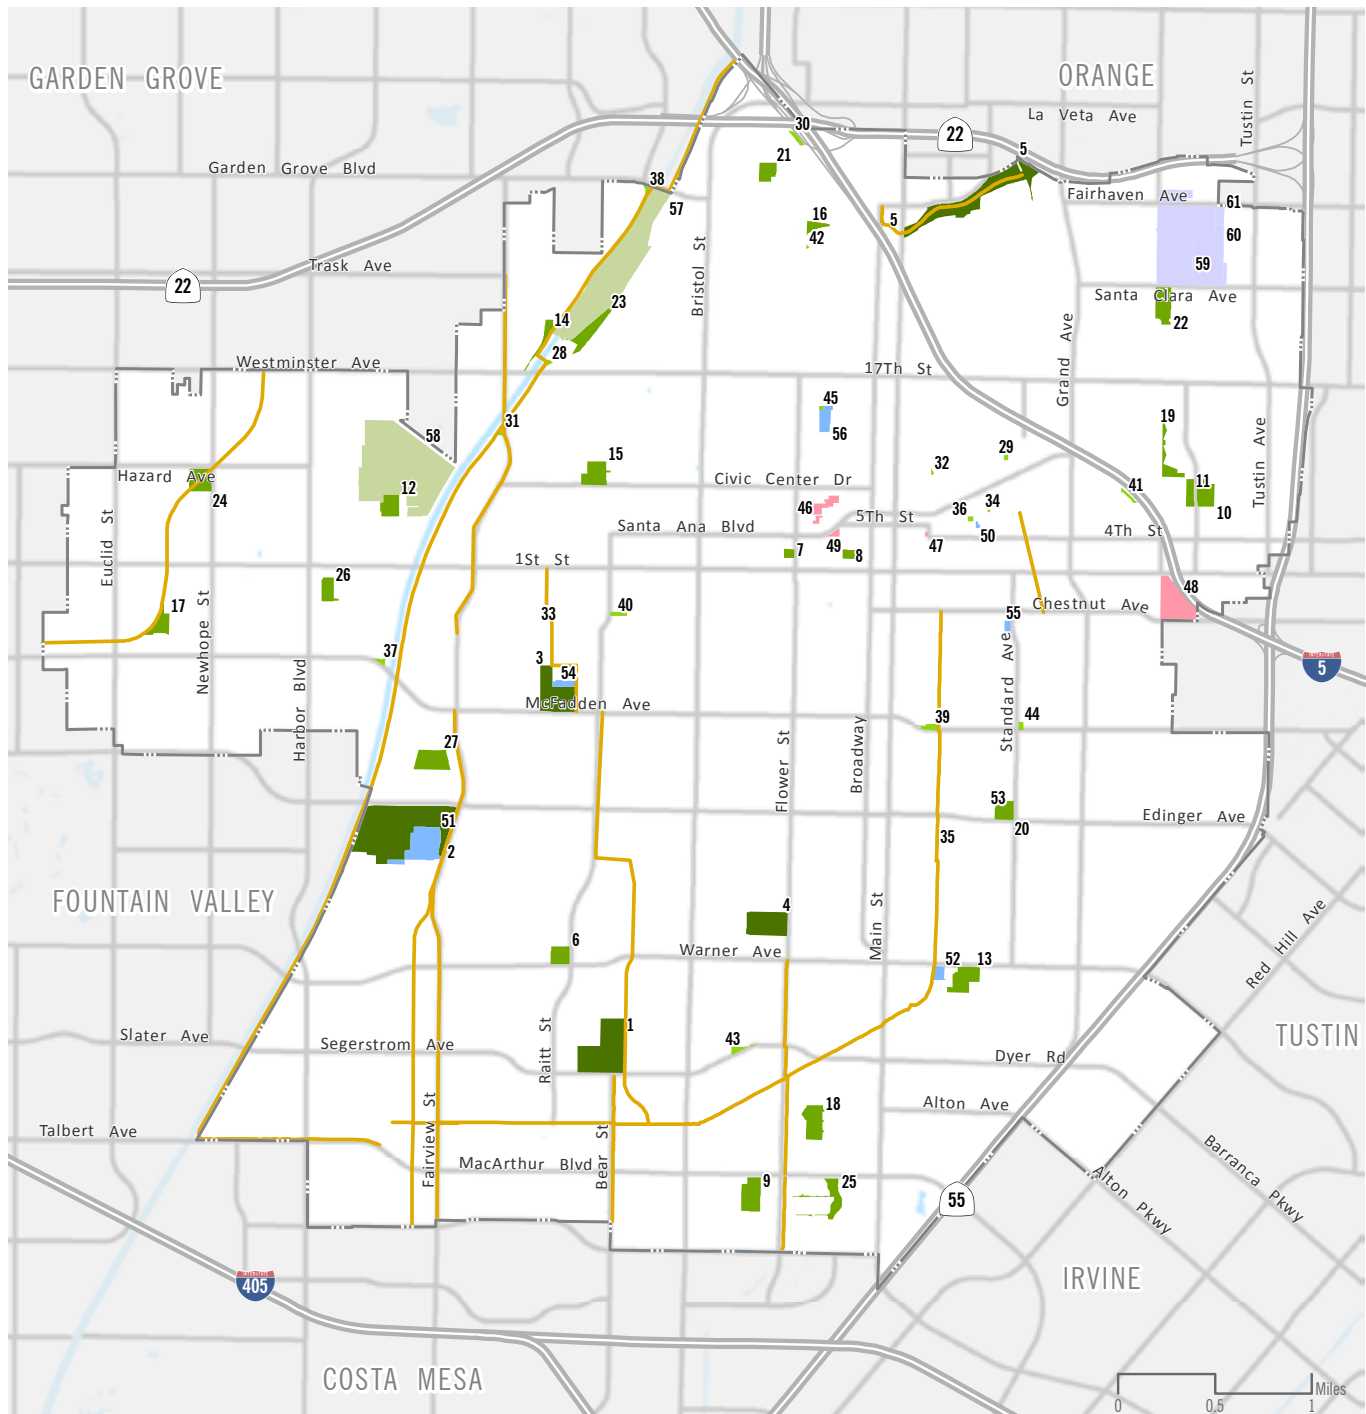 GARDEN GROVE
ORANGE
La Veta Ave
Tustin St
30
22
5
21
Garden Grove Blvd
38
57
Fairhaven Ave
61
16
5
42
60
Bristol St
59
Trask Ave
22
Santa Clara Ave
23
14
22
28
Grand Ave
Westminster Ave
17Th St
45
31
58
56
19
29
Tustin Ave
15
32
Hazard Ave
Civic Center Dr
41
11
12
24
46
36
34
10
5Th St
Euclid St
Santa Ana Blvd
50
4Th St
49
47
7
8
1St St
26
48
Newhope St
17
33
40
55
Chestnut Ave
37
3
54
5
Harbor Blvd
McFadden Ave
Standard Ave
39
44
27
Flower St
Broadway
53
51
Edinger Ave
20
2
35
FOUNTAIN VALLEY
4
Main St
Red Hill Ave
6
Warner Ave
52
13
Slater Ave
1
TUSTIN
Segerstrom Ave
Raitt St
43
Dyer Rd
Fairview St
18
Alton Ave
Talbert Ave
Bear St
MacArthur Blvd
Barranca Pkwy
9
25
Alton Pkwy
55
405
IRVINE
COSTA MESA
Miles
0
0.5
1